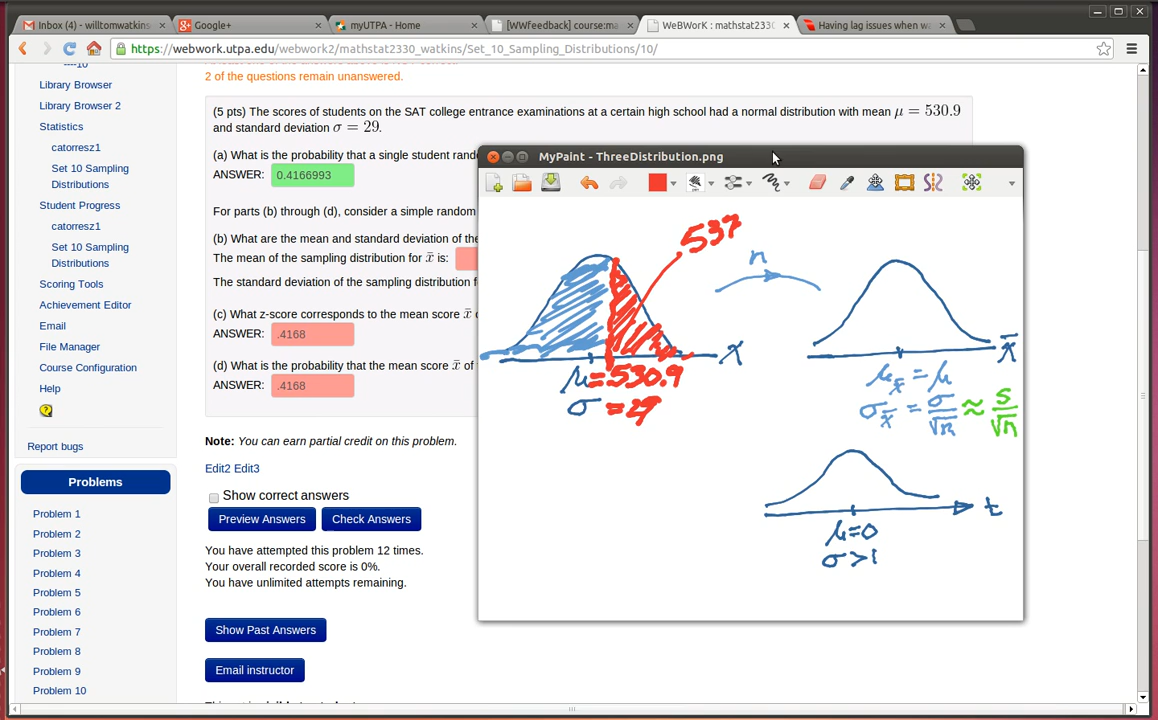 Inbox (4) - willtomwatkins
Google+
myUTPA - Home
[WWFeedback] course:ma
WeBWorK : mathstat233
Having lag issues when w
https://webwork.utpa.edu/webwork2/mathstat2330_watkins/Set_10_Sampling_Distributions/10/
Library Browser
Library Browser 2
Statistics
catorresz1
Set 10 Sampling
Distributions
Student Progress
catorresz1
Set 10 Sampling
Distributions
Scoring Tools
Achievement Editor
Email
File Manager
Course Configuration
Help
Report bugs
Problems
Problem 1
Problem 2
Problem 3
Problem 4
Problem 5
Problem 6
Problem 7
Problem 8
Problem 9
Problem 10
2 of the questions remain unanswered.
(5 pts) The scores of students on the SAT college entrance examinations at a certain high school had a normal distribution with mean μ = 530.9
and standard deviation σ = 29.
(a) What is the probability that a single student rand
ANSWER: 0.4166993
For parts (b) through (d), consider a simple random
(b) What are the mean and standard deviation of the
The mean of the sampling distribution for x̄ is:
The standard deviation of the sampling distribution f
(c) What z-score corresponds to the mean score x̄
ANSWER: .4168
(d) What is the probability that the mean score x̄ of
ANSWER: .4168
Note: You can earn partial credit on this problem.
Edit2 Edit3
Show correct answers
Preview Answers
Check Answers
You have attempted this problem 12 times.
Your overall recorded score is 0%.
You have unlimited attempts remaining.
Show Past Answers
Email instructor
MyPaint - ThreeDistribution.png
537
n
x
μ = 530.9
σ = 29
x̄
μx̄ = μ
σx̄ = σ/√n ≈ s/√n
t
μ=0
σ>1